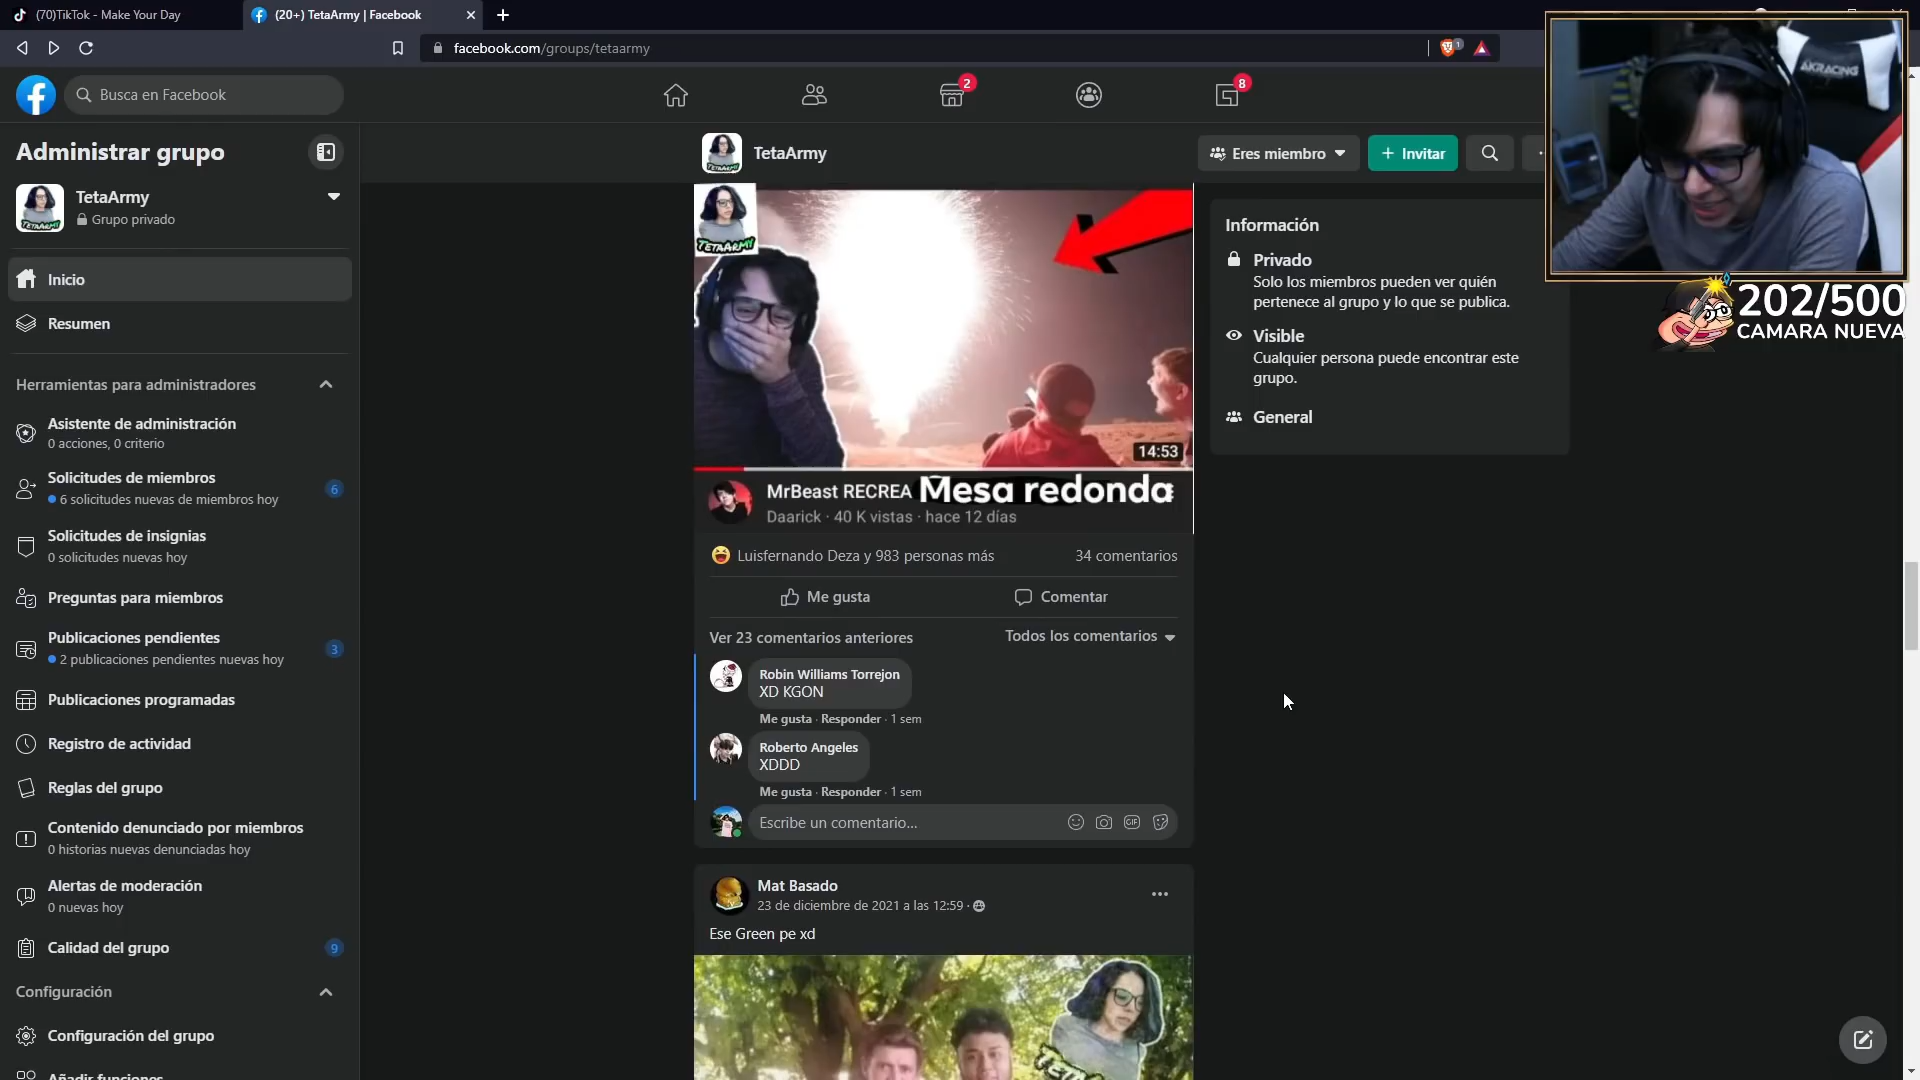 (70)TikTok - Make Your Day
(20+) TetaArmy | Facebook
facebook.com/groups/tetaarmy
1
Busca en Facebook
2
8
AKRACING
Administrar grupo
TetaArmy
Grupo privado
Inicio
Resumen
Herramientas para administradores
Asistente de administración
0 acciones, 0 criterio
Solicitudes de miembros
6 solicitudes nuevas de miembros hoy
6
Solicitudes de insignias
0 solicitudes nuevas hoy
Preguntas para miembros
Publicaciones pendientes
2 publicaciones pendientes nuevas hoy
3
Publicaciones programadas
Registro de actividad
Reglas del grupo
Contenido denunciado por miembros
0 historias nuevas denunciadas hoy
Alertas de moderación
0 nuevas hoy
Calidad del grupo
9
Configuración
Configuración del grupo
Añadir funciones
TetaArmy
Eres miembro
+ Invitar
TETAARMY
14:53
MrBeast RECREA Mesa redonda
Daarick · 40 K vistas · hace 12 días
Luisfernando Deza y 983 personas más
34 comentarios
Me gusta
Comentar
Ver 23 comentarios anteriores
Todos los comentarios
Robin Williams Torrejon
XD KGON
Me gusta · Responder · 1 sem
Roberto Angeles
XDDD
Me gusta · Responder · 1 sem
Escribe un comentario...
GIF
Mat Basado
23 de diciembre de 2021 a las 12:59 ·
Ese Green pe xd
Información
Privado
Solo los miembros pueden ver quién
pertenece al grupo y lo que se publica.
Visible
Cualquier persona puede encontrar este
grupo.
General
202/500
CAMARA NUEVA